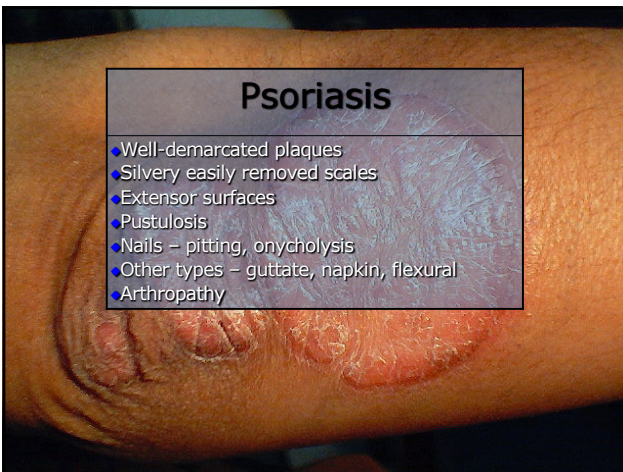 Psoriasis
Well-demarcated plaques
Silvery easily removed scales
Extensor surfaces
Pustulosis
Nails – pitting, onycholysis
Other types – guttate, napkin, flexural
Arthropathy